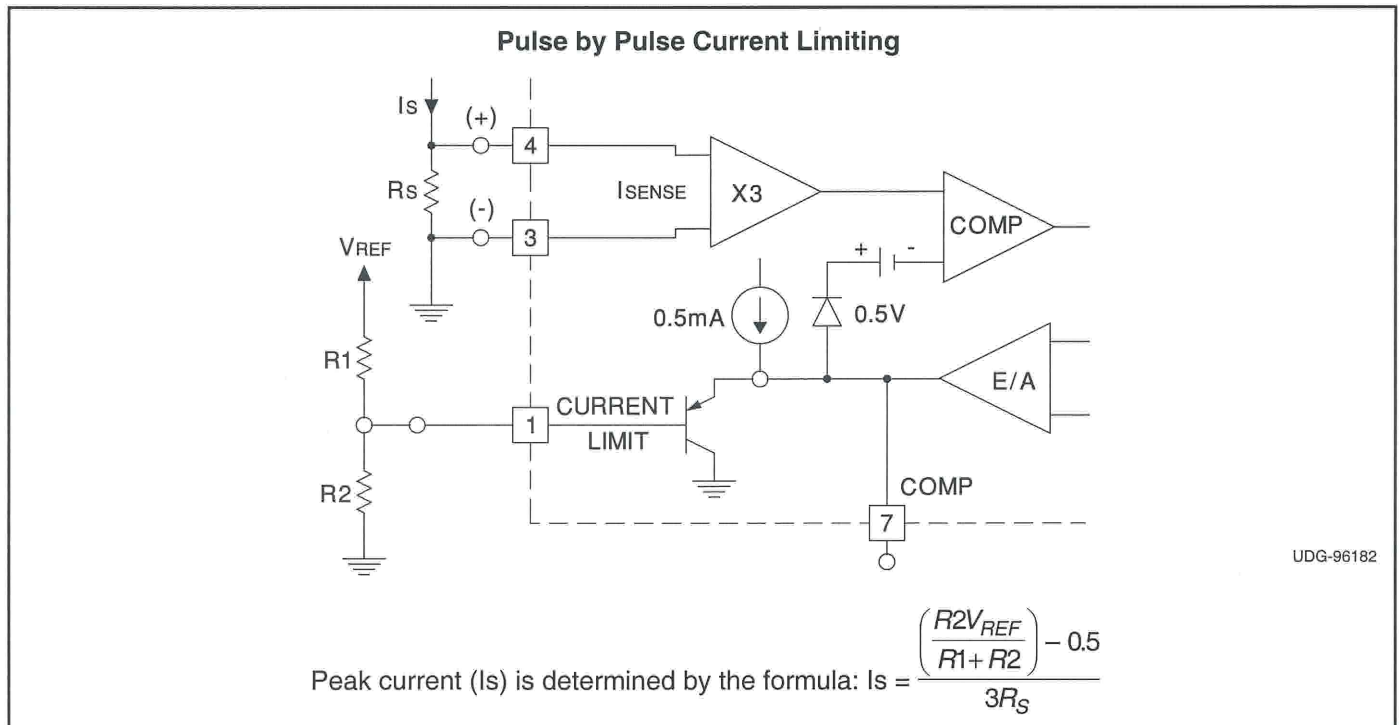 Pulse by Pulse Current Limiting
Is
(+)
4
Rs
ISENSE
X3
(-)
3
COMP
VREF
+
-
0.5mA
0.5V
R1
E/A
1
CURRENT
LIMIT
R2
COMP
7
UDG-96182
Peak current (Is) is determined by the formula: Is = ((R2VREF / R1+R2) – 0.5) / 3RS